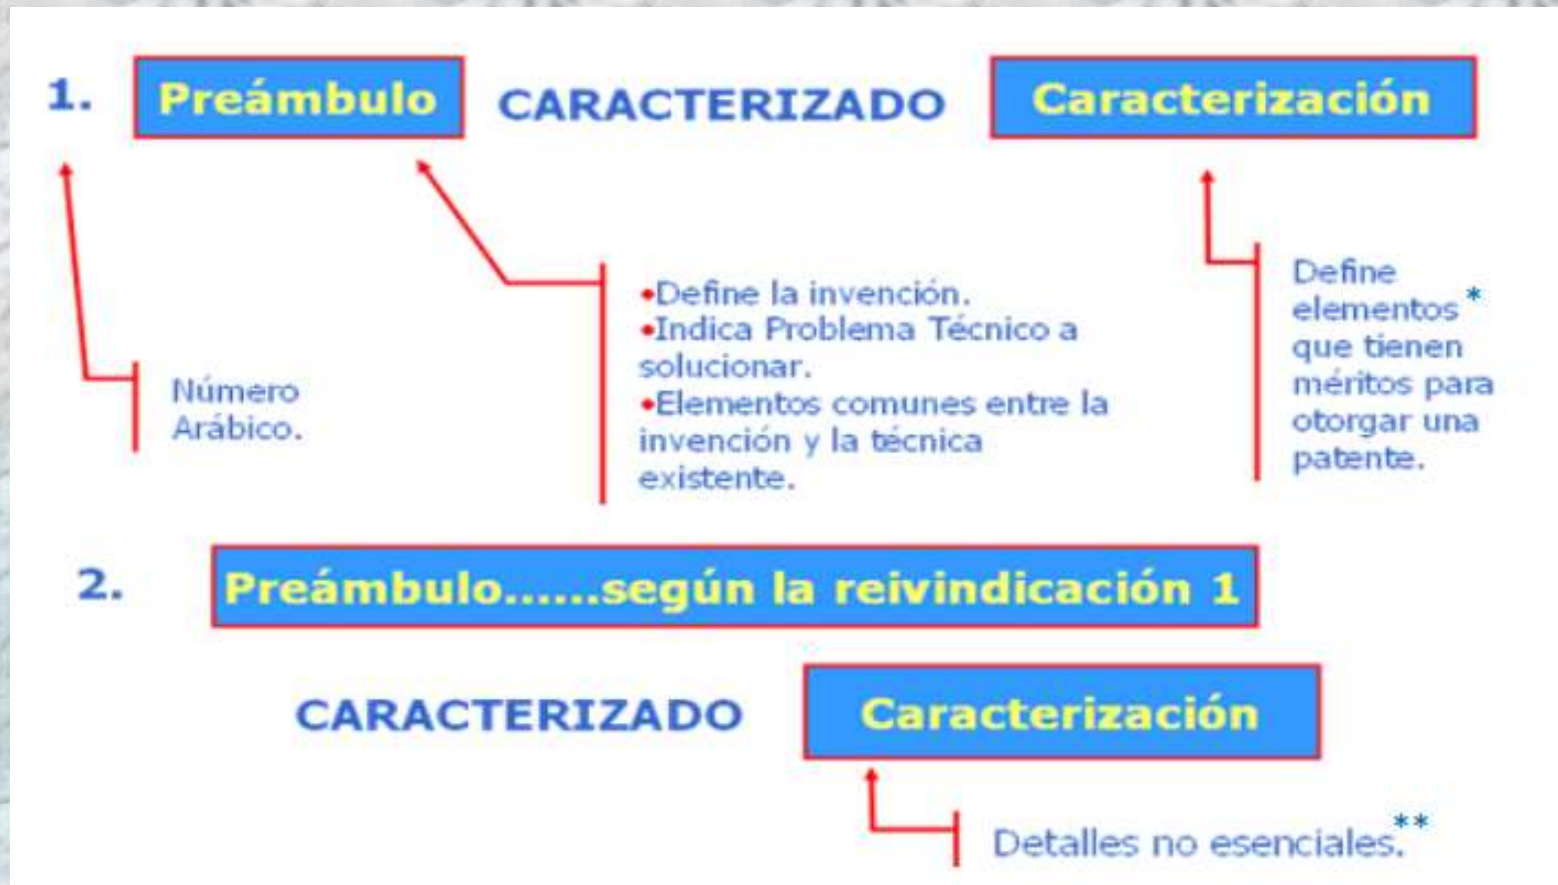 1. Preámbulo CARACTERIZADO Caracterización
Número
Arábico.
•Define la invención.
•Indica Problema Técnico a
solucionar.
•Elementos comunes entre la
invención y la técnica
existente.
Define
elementos *
que tienen
méritos para
otorgar una
patente.
2. Preámbulo......según la reivindicación 1
CARACTERIZADO Caracterización
Detalles no esenciales.**